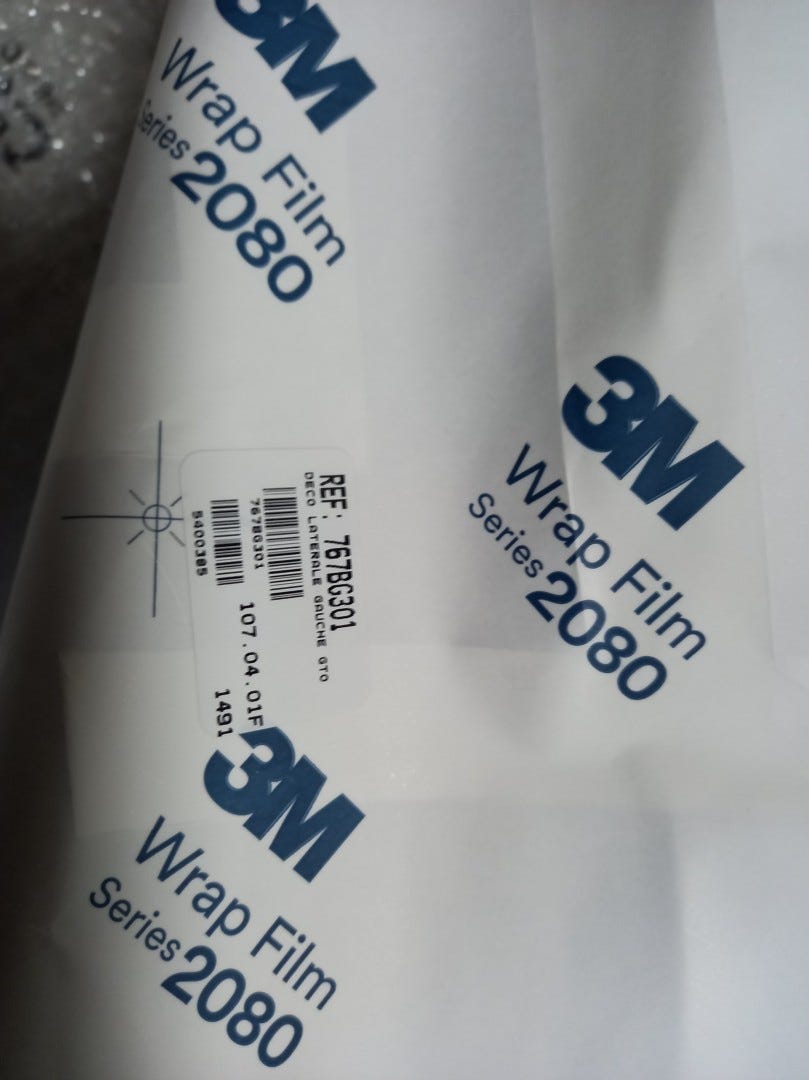 3M
Wrap Film
Series 2080
3M
Wrap Film
Series 2080
REF: 767BG301
DECO LATERALE GAUCHE GTO
767BG301
107.04.01F
5400385
1491
3M
Wrap Film
Series 2080